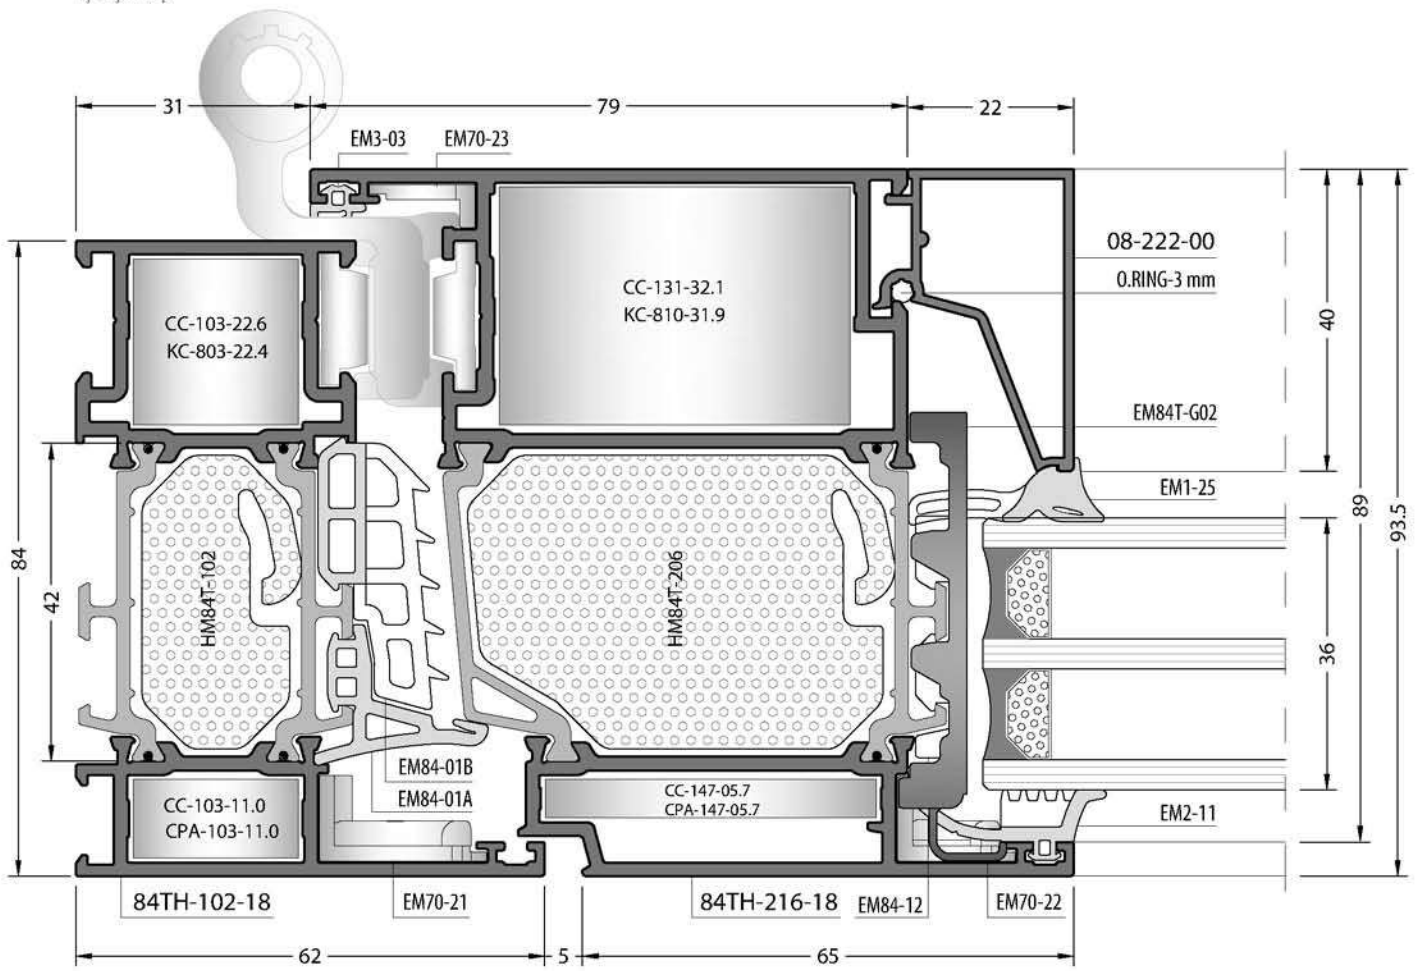 31
79
22
EM3-03
EM70-23
08-222-00
O.RING-3 mm
CC-131-32.1
KC-810-31.9
CC-103-22.6
KC-803-22.4
40
EM84T-G02
EM1-25
89
93.5
84
42
HM84T-102
HM84T-206
36
EM84-01B
EM84-01A
CC-103-11.0
CPA-103-11.0
CC-147-05.7
CPA-147-05.7
EM2-11
84TH-102-18
EM70-21
84TH-216-18
EM84-12
EM70-22
62
5
65